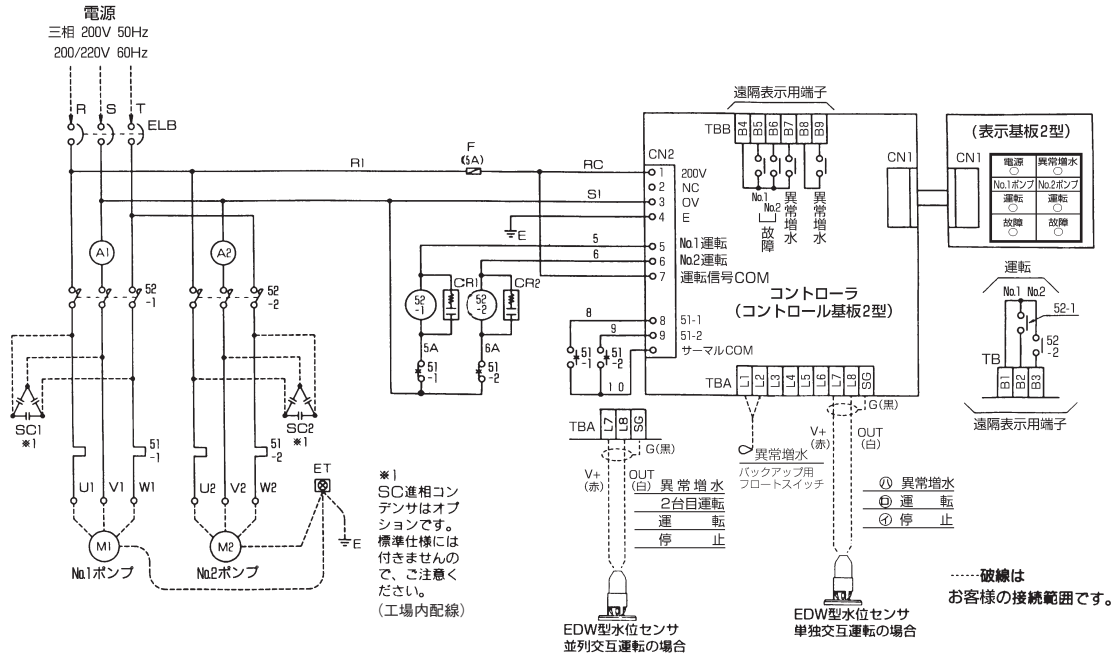 電源
三相 200V 50Hz
200/220V 60Hz
R S T
ELB
R1
F
(5A)
RC
S1
A1
A2
52
-1
52
-2
SC1
※1
SC2
※1
51
-1
51
-2
U1 V1 W1
U2 V2 W2
ET
E
M1
M2
No.1ポンプ
No.2ポンプ
※1
SC進相コン
デンサはオプ
ションです。
標準仕様には
付きませんの
で、ご注意く
ださい。
(工場内配線)
E
5
6
52
-1
CR1
52
-2
CR2
5A
6A
51
-1
51
-2
8
9
51
-1
51
-2
10
遠隔表示用端子
TBB
B4 B5 B6 B7 B8 B9
No.1
No.2
故障
異常増水
異常増水
CN2
1 200V
2 NC
3 0V
4 E
5 No.1運転
6 No.2運転
7 運転信号COM
8 51-1
9 51-2
サーマルCOM
コントローラ
(コントロール基板2型)
CN1
CN1
(表示基板2型)
電源 異常増水
No.1ポンプ No.2ポンプ
運転 運転
故障 故障
運転
No.1 No.2
52-1
52
-2
TB
B1 B2 B3
遠隔表示用端子
TBA
L1 L2 L3 L4 L5 L6 L7 L8 SG
G(黒)
V+
(赤)
OUT
(白)
異常増水
バックアップ用
フロートスイッチ
TBA
L7 L8 SG
G(黒)
V+
(赤)
OUT
(白)
異常増水
2台目運転
運転
停止
㋩ 異常増水
㋺ 運転
㋑ 停止
EDW型水位センサ
並列交互運転の場合
EDW型水位センサ
単独交互運転の場合
------破線は
お客様の接続範囲です。